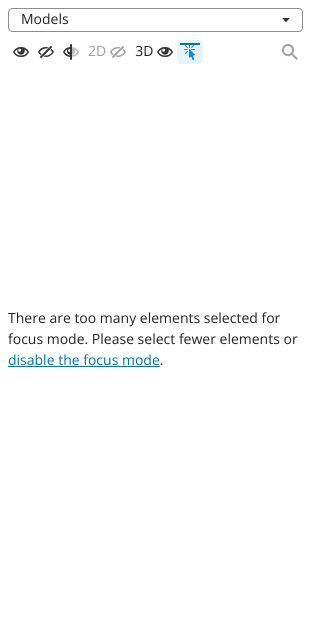 Models
2D 3D
There are too many elements selected for
focus mode. Please select fewer elements or
disable the focus mode.